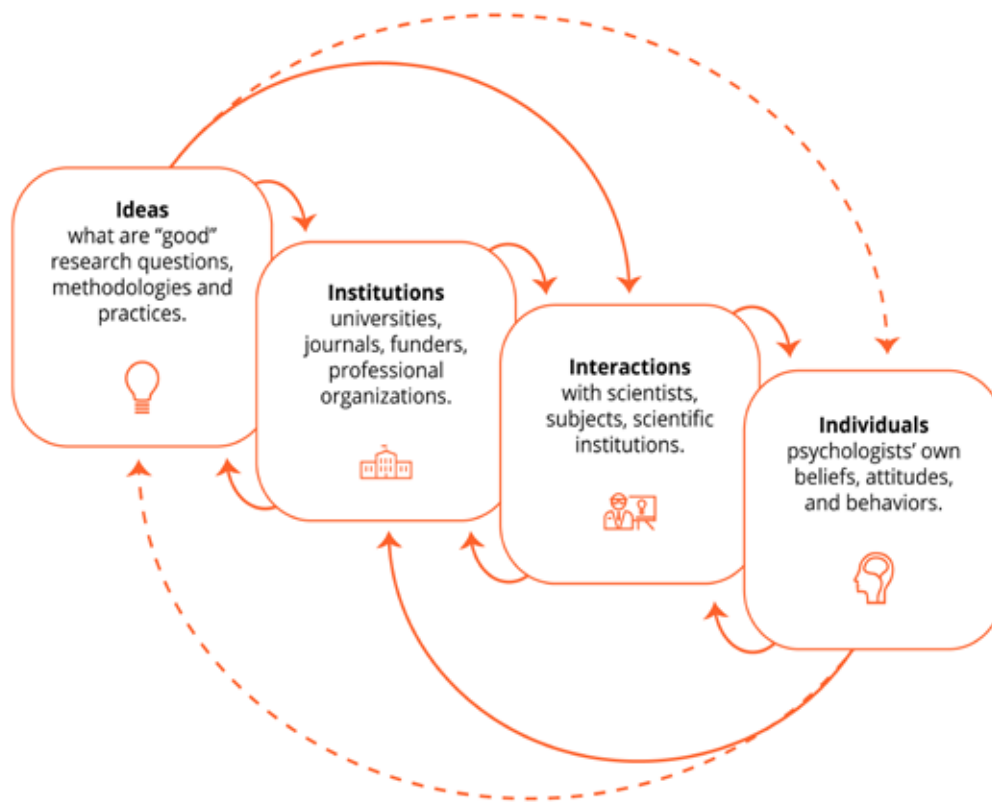 Ideas
what are “good”
research questions,
methodologies and
practices.
Institutions
universities,
journals, funders,
professional
organizations.
Interactions
with scientists,
subjects, scientific
institutions.
Individuals
psychologists’ own
beliefs, attitudes,
and behaviors.